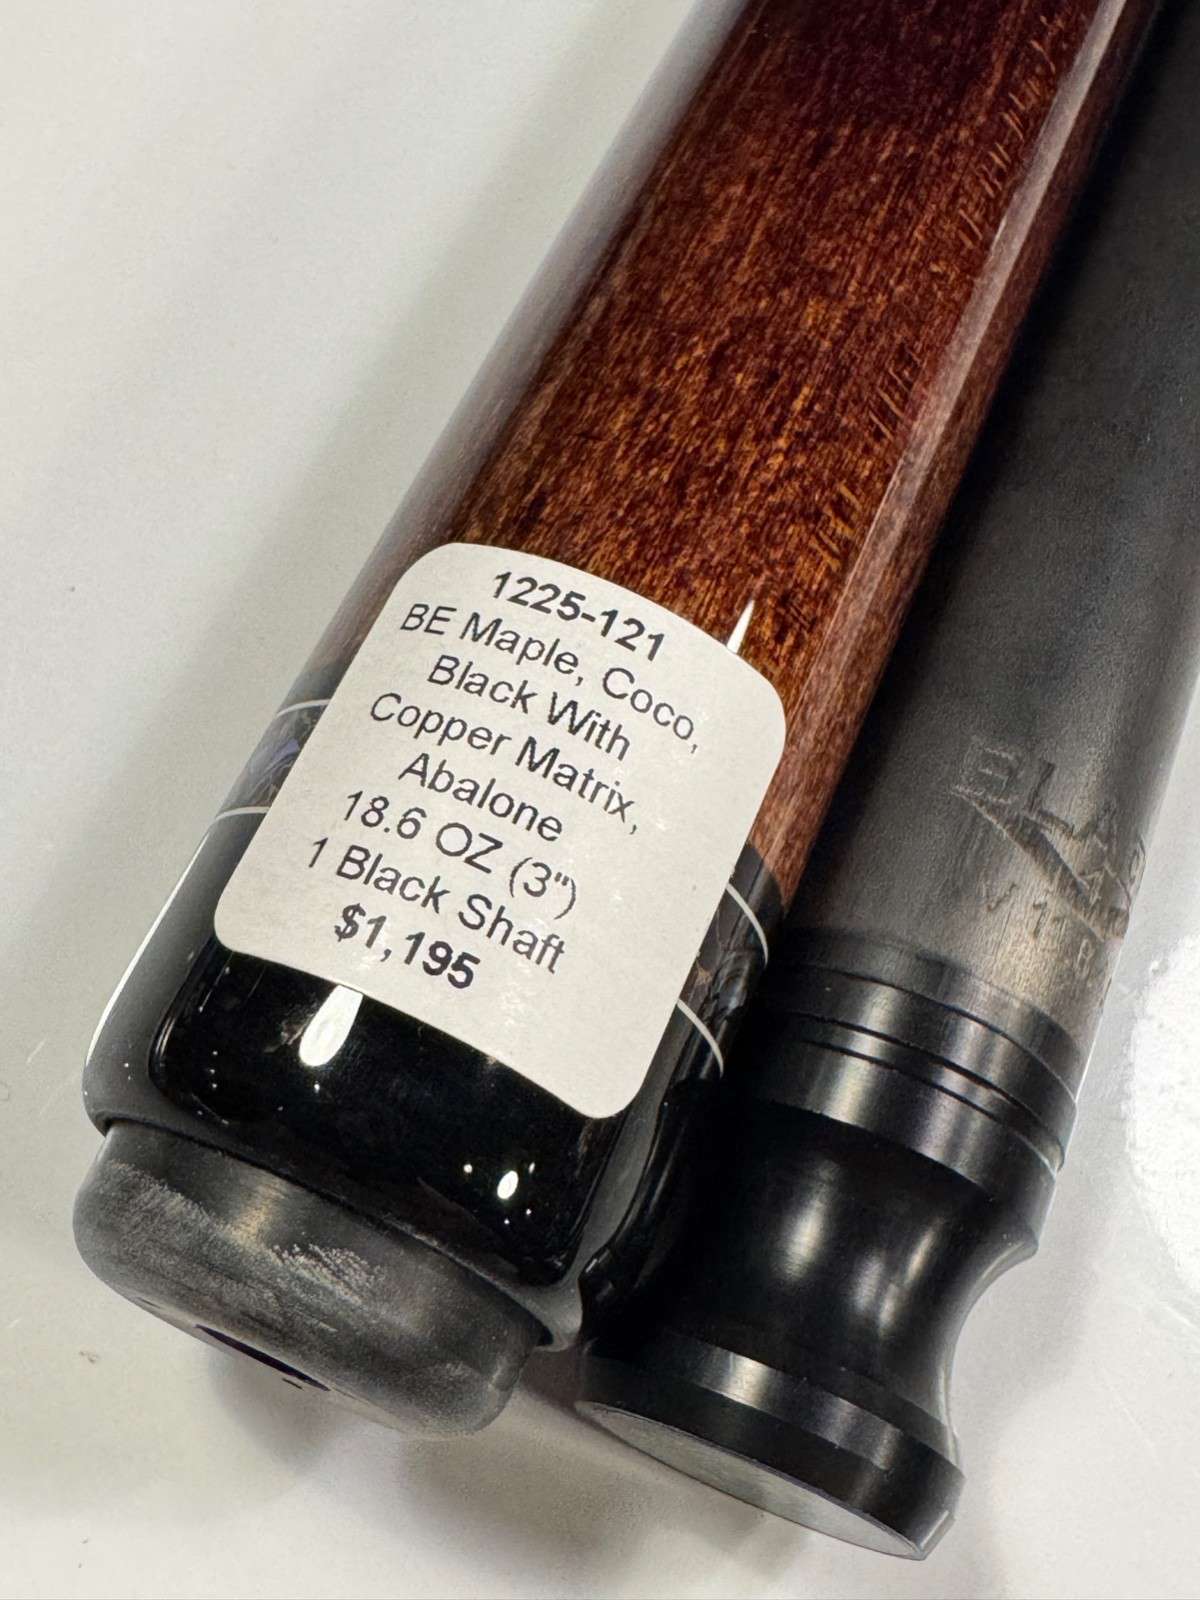 1225-121
BE Maple, Coco,
Black With
Copper Matrix,
Abalone
18.6 OZ (3")
1 Black Shaft
$1,195